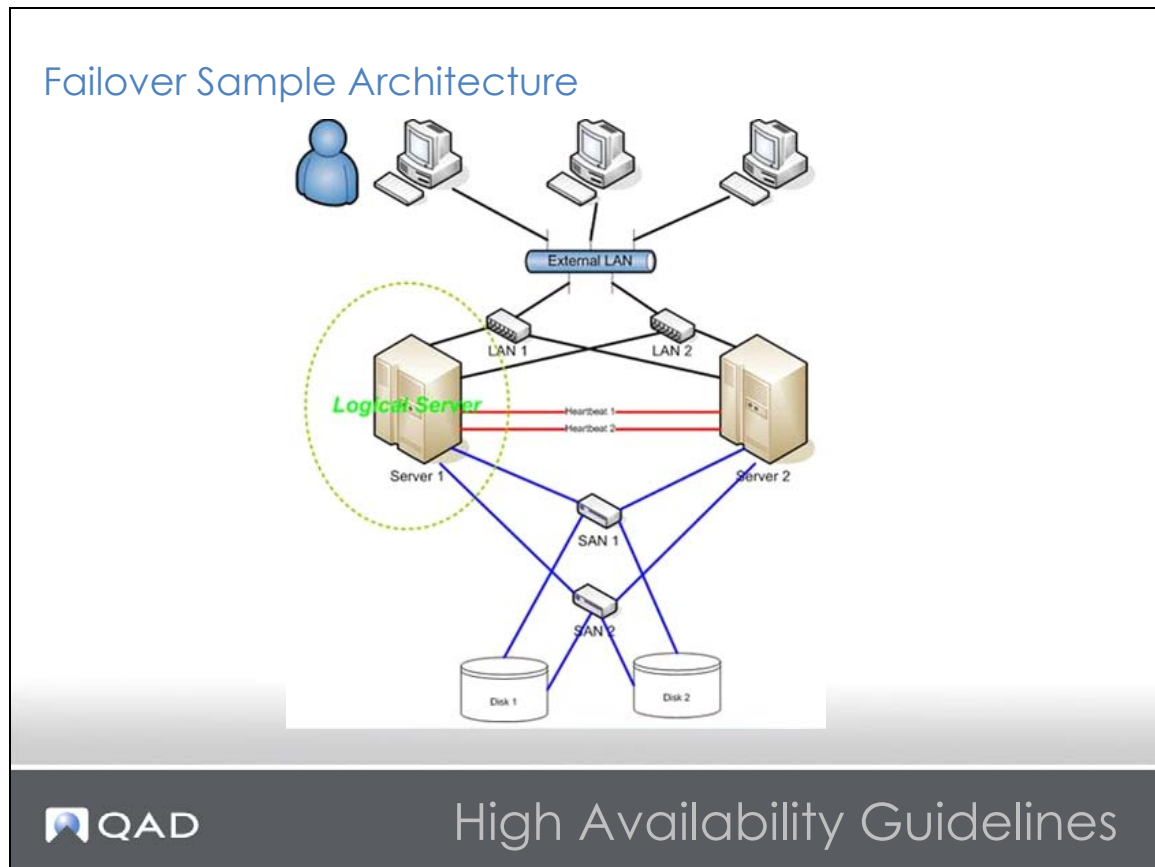 Failover Sample Architecture
External LAN
LAN 1
LAN 2
Logical Server
Heartbeat 1
Heartbeat 2
Server 1
Server 2
SAN 1
SAN 2
Disk 1
Disk 2
QAD
High Availability Guidelines